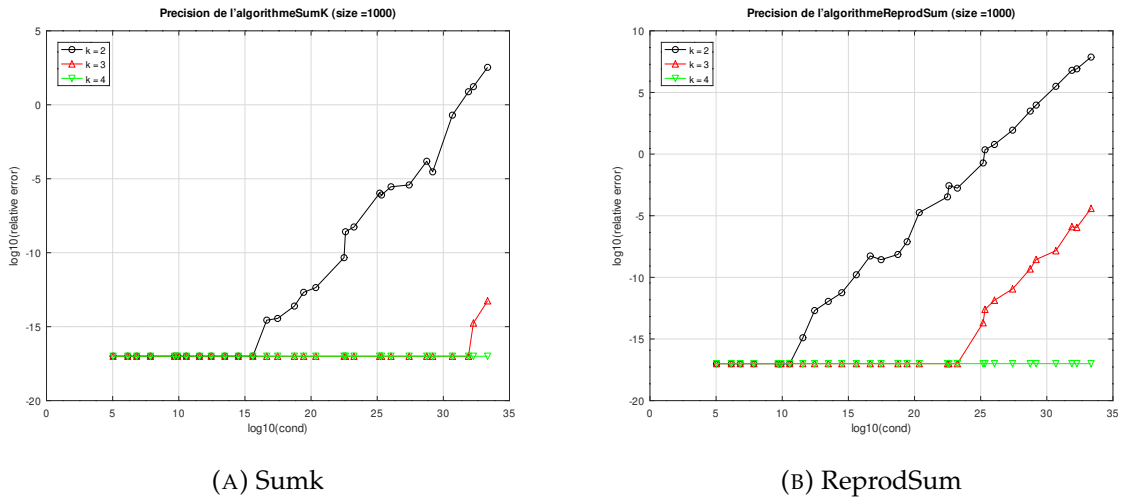 Precision de l'algorithmeSumK (size =1000)
10
5
0
-5
-10
-15
-20
log10(relative error)
k = 2
k = 3
k = 4
0
5
10
15
20
25
30
35
log10(cond)
(A) Sumk
Precision de l'algorithmeReprodSum (size =1000)
10
5
0
-5
-10
-15
-20
log10(relative error)
k = 2
k = 3
k = 4
0
5
10
15
20
25
30
35
log10(cond)
(B) ReprodSum